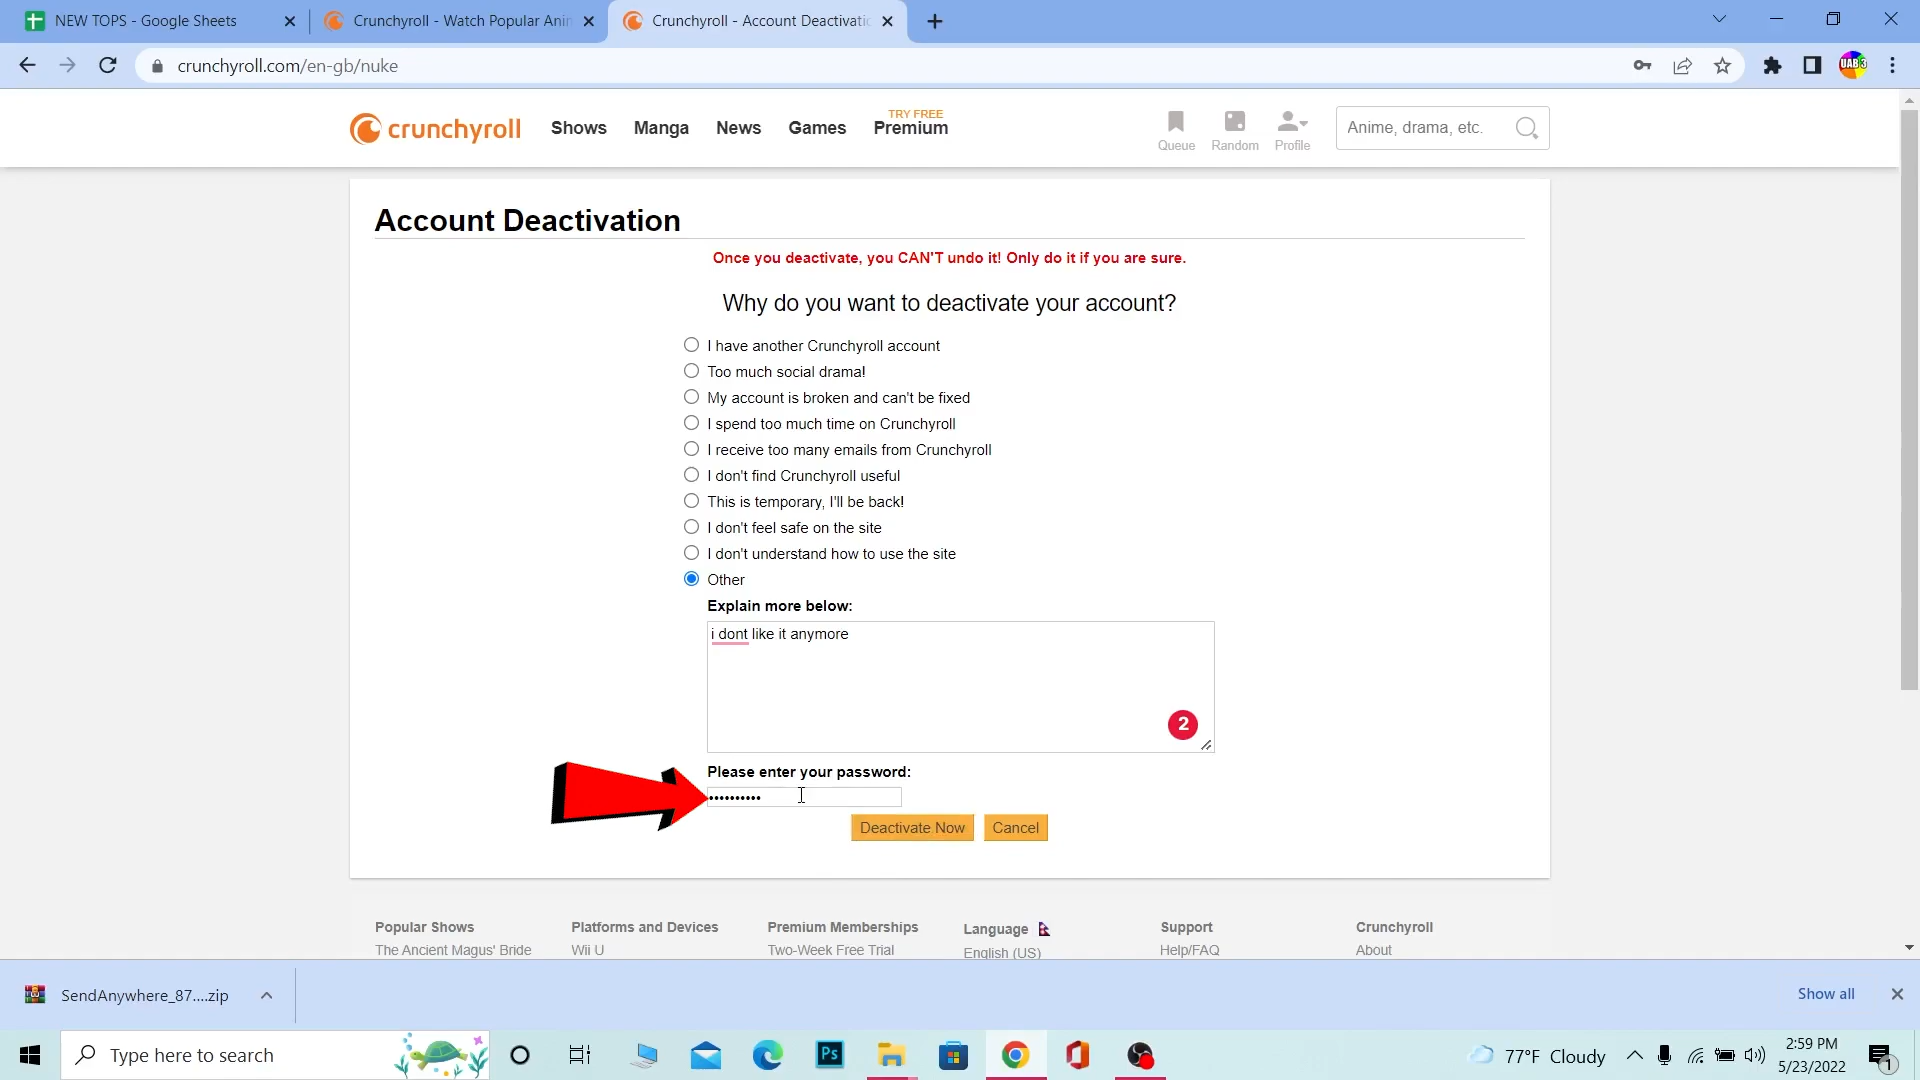 NEW TOPS - Google Sheets
Crunchyroll - Watch Popular Anin
Crunchyroll - Account Deactivatio
crunchyroll.com/en-gb/nuke
UAB 3
crunchyroll
Shows
Manga
News
Games
TRY FREE
Premium
Queue
Random
Profile
Anime, drama, etc.
Account Deactivation
Once you deactivate, you CAN'T undo it! Only do it if you are sure.
Why do you want to deactivate your account?
I have another Crunchyroll account
Too much social drama!
My account is broken and can't be fixed
I spend too much time on Crunchyroll
I receive too many emails from Crunchyroll
I don't find Crunchyroll useful
This is temporary, I'll be back!
I don't feel safe on the site
I don't understand how to use the site
Other
Explain more below:
i dont like it anymore
2
Please enter your password:
••••••••••
Deactivate Now
Cancel
Popular Shows
Platforms and Devices
Premium Memberships
Language
Support
Crunchyroll
The Ancient Magus' Bride
Wii U
Two-Week Free Trial
English (US)
Help/FAQ
About
SendAnywhere_87....zip
Show all
Type here to search
Ps
77°F Cloudy
2:59 PM
5/23/2022
1